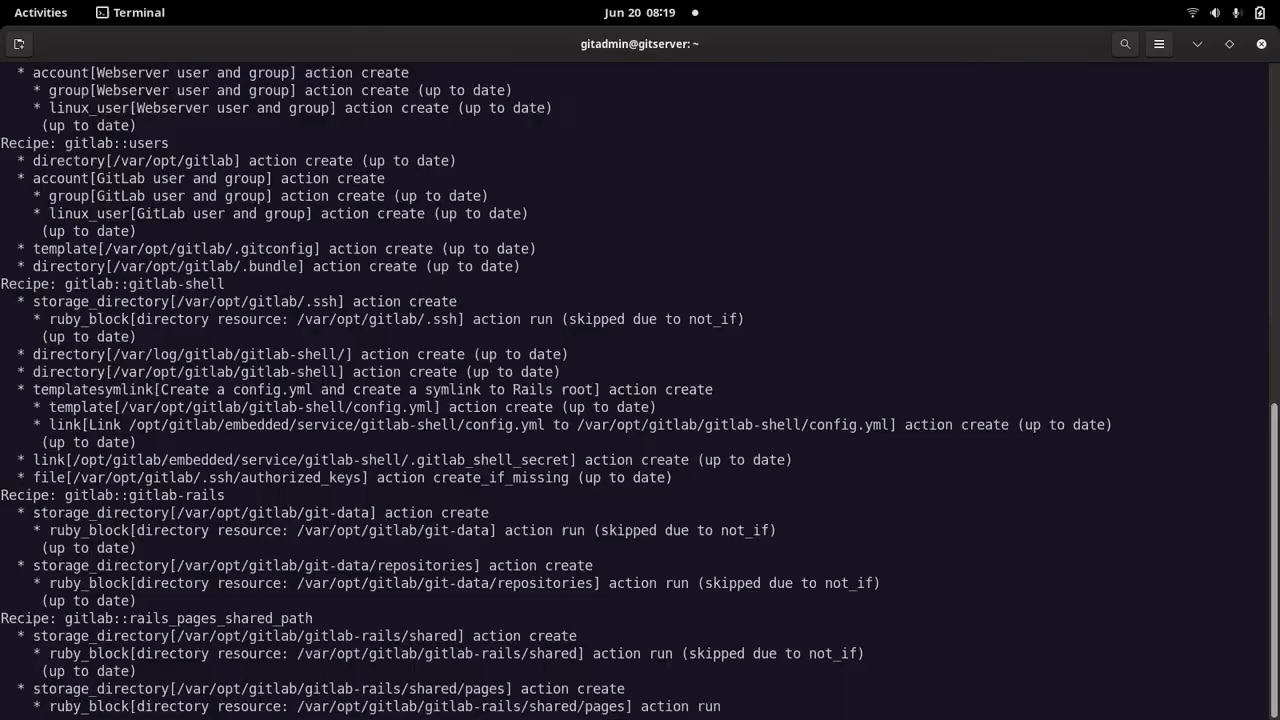 Activities Terminal Jun 20 08:19
gitadmin@gitserver: ~
* account[Webserver user and group] action create
* group[Webserver user and group] action create (up to date)
* linux_user[Webserver user and group] action create (up to date)
(up to date)
Recipe: gitlab::users
* directory[/var/opt/gitlab] action create (up to date)
* account[GitLab user and group] action create
* group[GitLab user and group] action create (up to date)
* linux_user[GitLab user and group] action create (up to date)
(up to date)
* template[/var/opt/gitlab/.gitconfig] action create (up to date)
* directory[/var/opt/gitlab/.bundle] action create (up to date)
Recipe: gitlab::gitlab-shell
* storage_directory[/var/opt/gitlab/.ssh] action create
* ruby_block[directory resource: /var/opt/gitlab/.ssh] action run (skipped due to not_if)
(up to date)
* directory[/var/log/gitlab/gitlab-shell/] action create (up to date)
* directory[/var/opt/gitlab/gitlab-shell] action create (up to date)
* templatesymlink[Create a config.yml and create a symlink to Rails root] action create
* template[/var/opt/gitlab/gitlab-shell/config.yml] action create (up to date)
* link[Link /opt/gitlab/embedded/service/gitlab-shell/config.yml to /var/opt/gitlab/gitlab-shell/config.yml] action create (up to date)
(up to date)
* link[/opt/gitlab/embedded/service/gitlab-shell/.gitlab_shell_secret] action create (up to date)
* file[/var/opt/gitlab/.ssh/authorized_keys] action create_if_missing (up to date)
Recipe: gitlab::gitlab-rails
* storage_directory[/var/opt/gitlab/git-data] action create
* ruby_block[directory resource: /var/opt/gitlab/git-data] action run (skipped due to not_if)
(up to date)
* storage_directory[/var/opt/gitlab/git-data/repositories] action create
* ruby_block[directory resource: /var/opt/gitlab/git-data/repositories] action run (skipped due to not_if)
(up to date)
Recipe: gitlab::rails_pages_shared_path
* storage_directory[/var/opt/gitlab/gitlab-rails/shared] action create
* ruby_block[directory resource: /var/opt/gitlab/gitlab-rails/shared] action run (skipped due to not_if)
(up to date)
* storage_directory[/var/opt/gitlab/gitlab-rails/shared/pages] action create
* ruby_block[directory resource: /var/opt/gitlab/gitlab-rails/shared/pages] action run